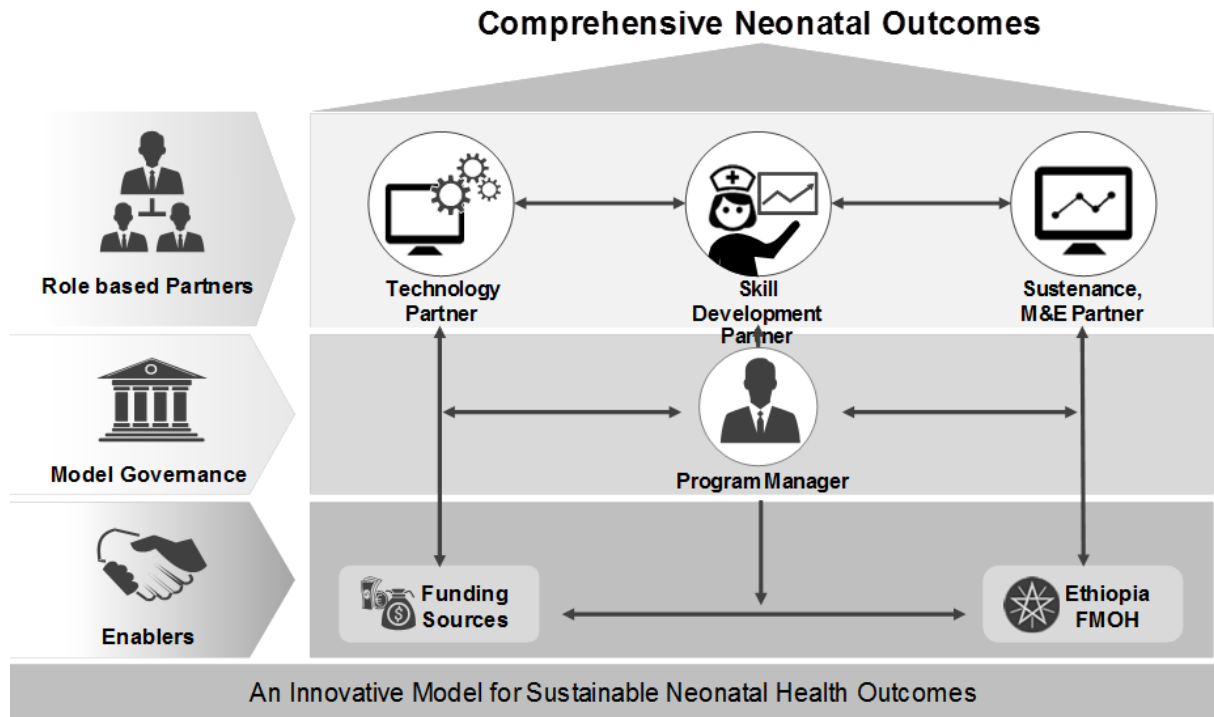 Comprehensive Neonatal Outcomes
Role based Partners
Technology
Partner
Skill
Development
Partner
Sustenance,
M&E Partner
Model Governance
Program Manager
Enablers
Funding
Sources
Ethiopia
FMOH
An Innovative Model for Sustainable Neonatal Health Outcomes